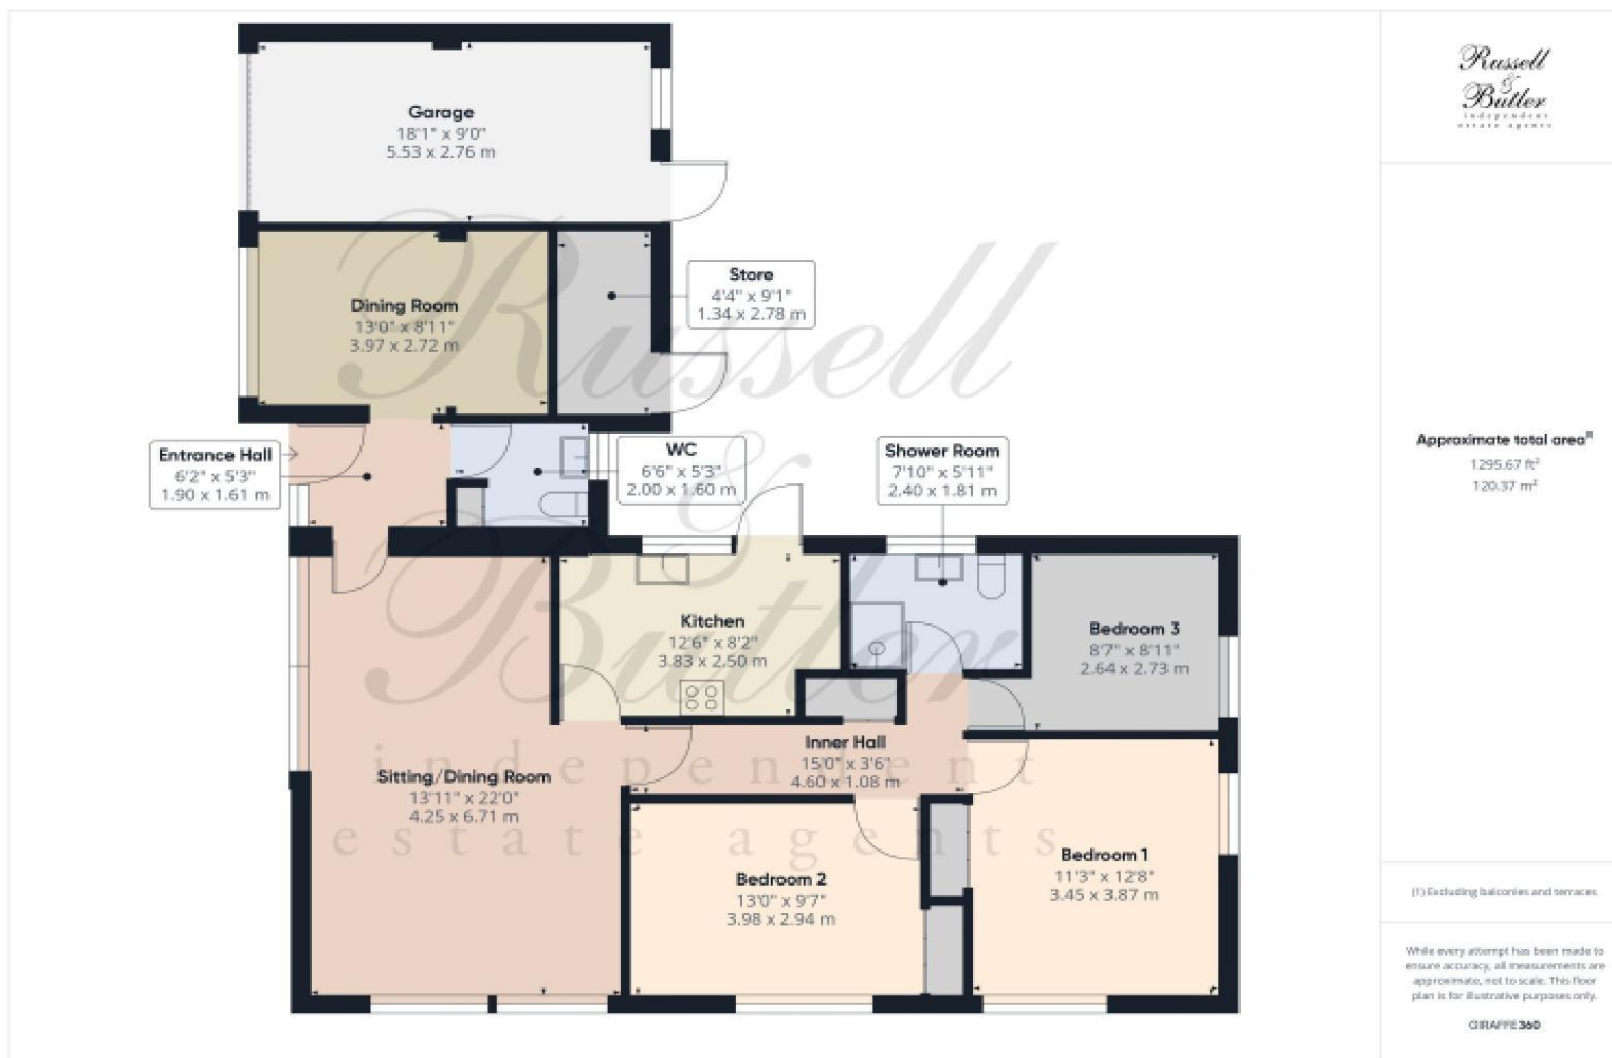 Garage
18'1" x 9'0"
5.53 x 2.76 m
Dining Room
13'0" x 8'11"
3.97 x 2.72 m
Store
4'4" x 9'1"
1.34 x 2.78 m
Entrance Hall
6'2" x 5'3"
1.90 x 1.61 m
WC
6'6" x 5'3"
2.00 x 1.60 m
Shower Room
7'10" x 5'11"
2.40 x 1.81 m
Kitchen
12'6" x 8'2"
3.83 x 2.50 m
Bedroom 3
8'7" x 8'11"
2.64 x 2.73 m
Inner Hall
15'0" x 3'6"
4.60 x 1.08 m
Sitting/Dining Room
13'11" x 22'0"
4.25 x 6.71 m
Bedroom 2
13'0" x 9'7"
3.98 x 2.94 m
Bedroom 1
11'3" x 12'8"
3.45 x 3.87 m
Russell
&
Butler
independent
estate agents
Russell
&
Butler
independent
estate agents
Approximate total area⁽¹⁾
1295.67 ft²
120.37 m²
(1) Excluding balconies and terraces
While every attempt has been made to
ensure accuracy, all measurements are
approximate, not to scale. This floor
plan is for illustrative purposes only.
GIRAFFE360